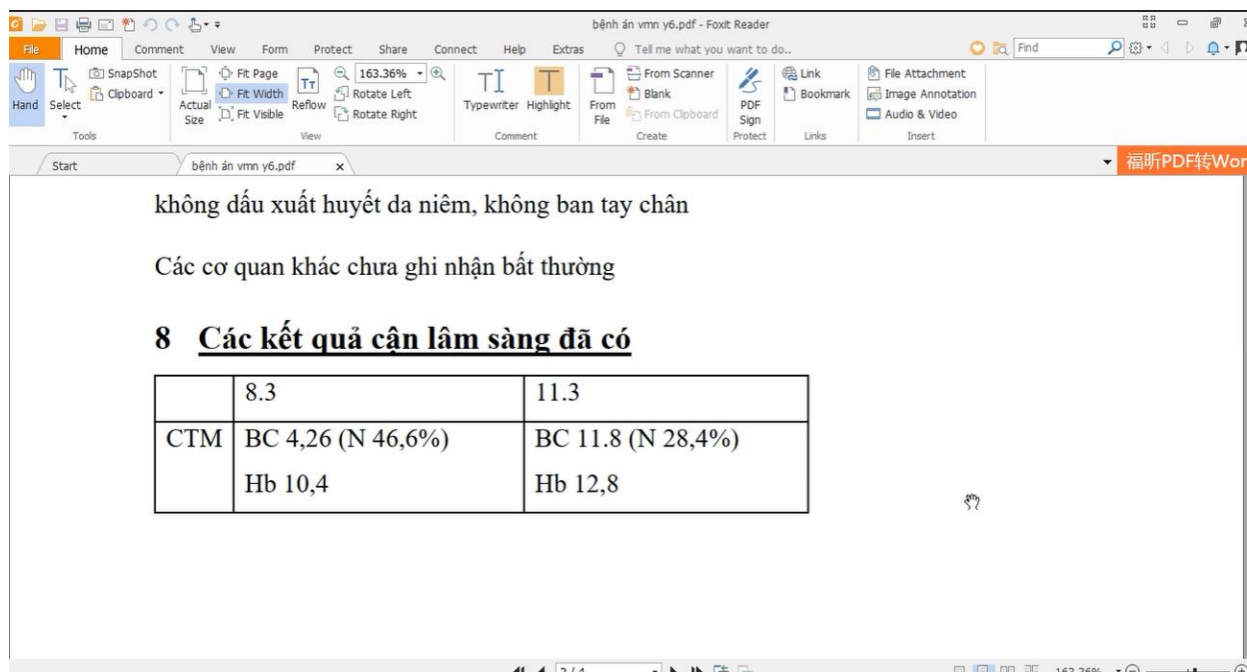 bệnh án vmn y6.pdf - Foxit Reader
File Home Comment View Form Protect Share Connect Help Extras Tell me what you want to do.. Find
Hand
Select
SnapShot
Clipboard
Tools
Actual Size
Fit Page
Fit Width
Fit Visible
Reflow
163.36%
Rotate Left
Rotate Right
View
Typewriter
Highlight
Comment
From File
From Scanner
Blank
From Clipboard
Create
PDF Sign
Protect
Link
Bookmark
Links
File Attachment
Image Annotation
Audio & Video
Insert
Start
bệnh án vmn y6.pdf
福昕PDF转Wor
không dấu xuất huyết da niêm, không ban tay chân
Các cơ quan khác chưa ghi nhận bất thường
8 Các kết quả cận lâm sàng đã có
8.3 11.3
CTM BC 4,26 (N 46,6%) BC 11.8 (N 28,4%)
Hb 10,4 Hb 12,8